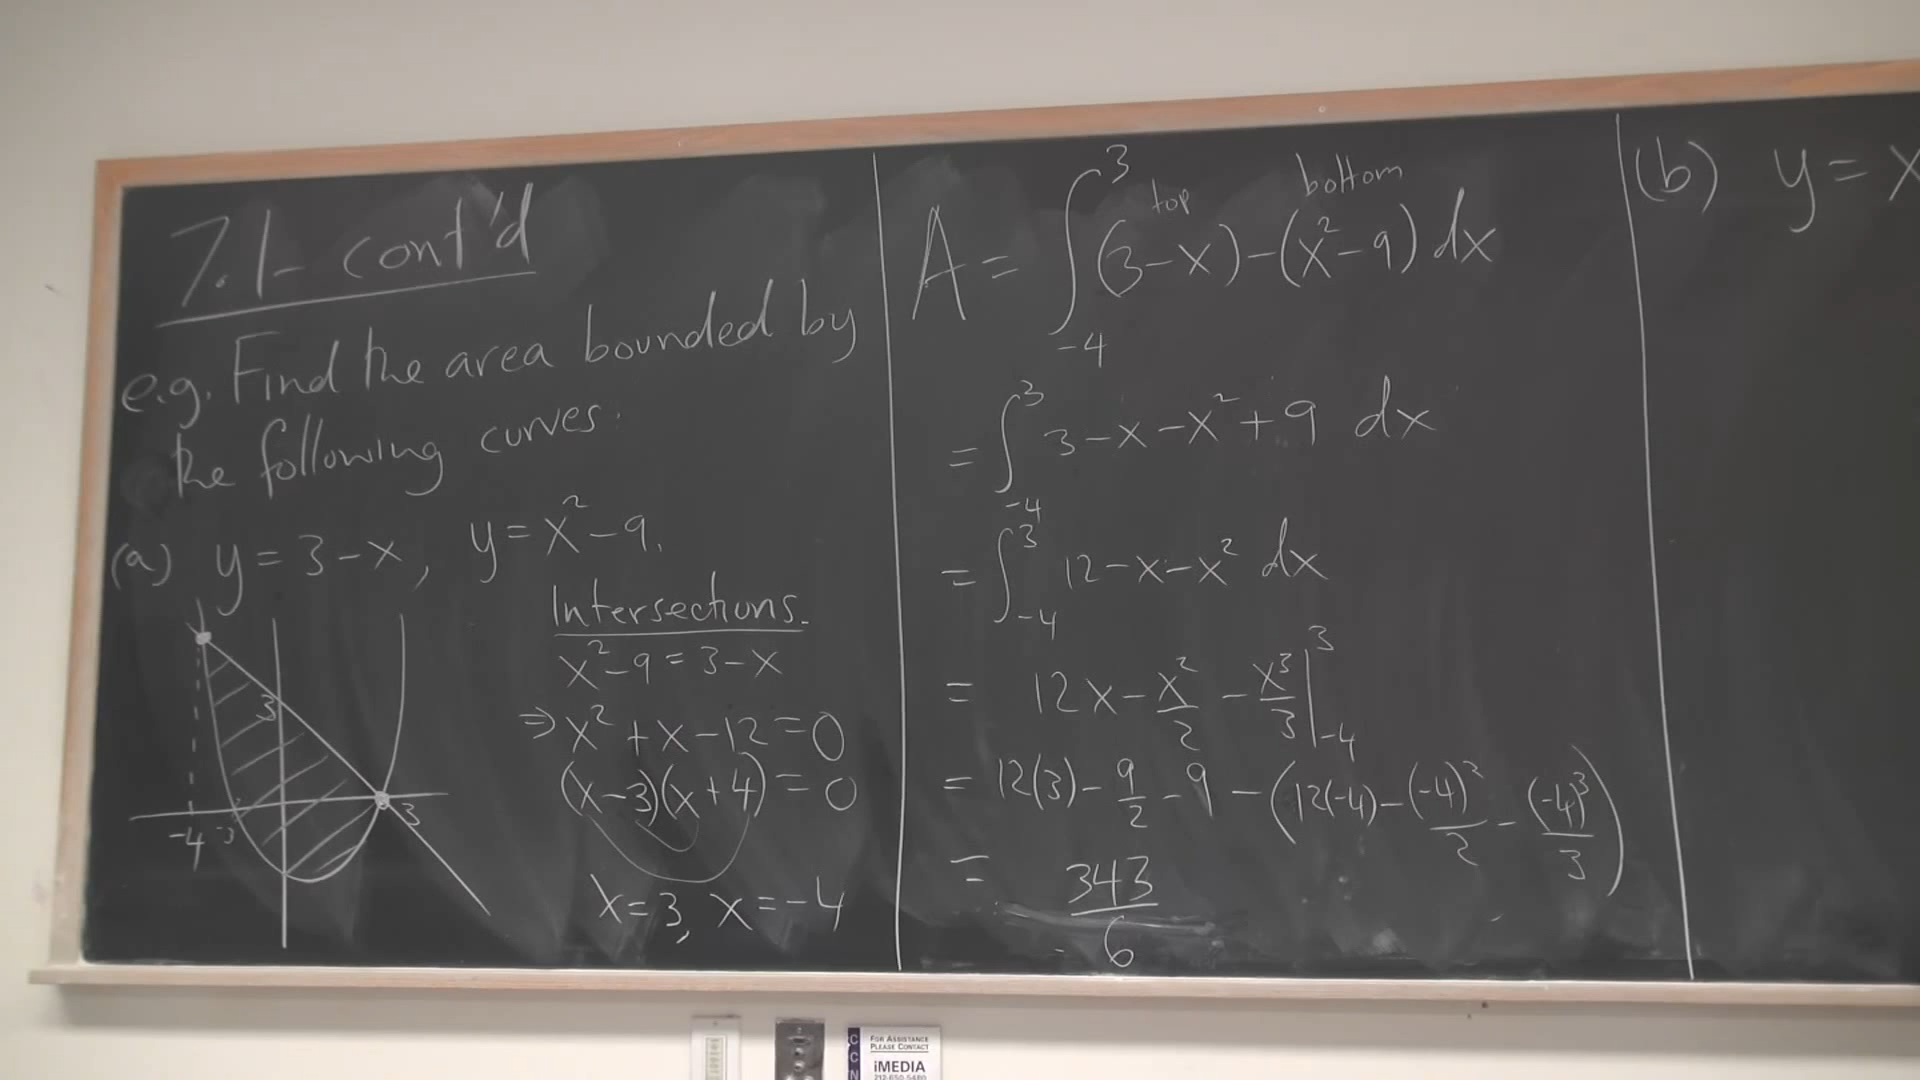 7.1- cont'd
e.g. Find the area bounded by
the following curves.
(a) y = 3 - x, y = x² - 9.
3
-4 -3 3
Intersections.
x² - 9 = 3 - x
⇒ x² + x - 12 = 0
(x - 3)(x + 4) = 0
x = 3, x = -4
top bottom
A = ∫_{-4}^{3} (3 - x) - (x² - 9) dx
= ∫_{-4}^{3} 3 - x - x² + 9 dx
= ∫_{-4}^{3} 12 - x - x² dx
= 12x - x²/2 - x³/3 |_{-4}^{3}
= 12(3) - 9/2 - 9 - (12(-4) - (-4)²/2 - (-4)³/3)
= 343/6
(b) y = x
CCN
FOR ASSISTANCE
PLEASE CONTACT
iMEDIA
212-650-5480